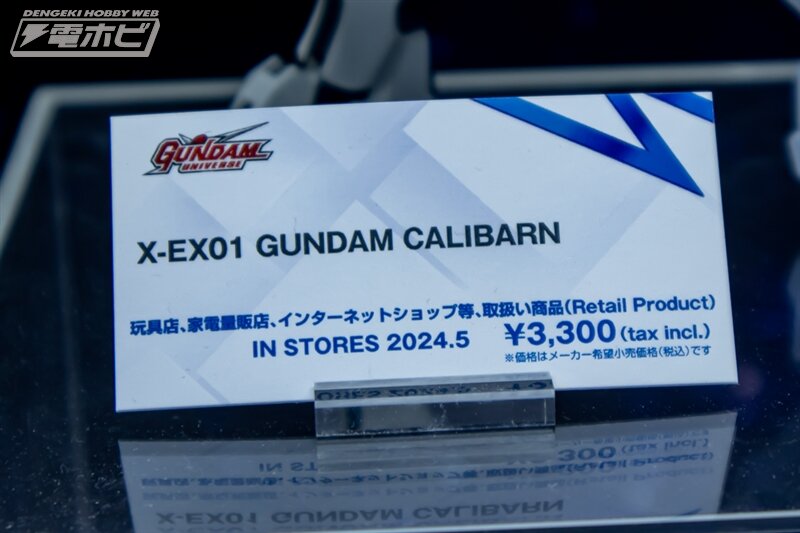 DENGEKI HOBBY WEB
電ホビ
GUNDAM
UNIVERSE
X-EX01 GUNDAM CALIBARN
玩具店、家電量販店、インターネットショップ等、取扱い商品(Retail Product)
IN STORES 2024.5 ¥3,300(tax incl.)
※価格はメーカー希望小売価格(税込)です